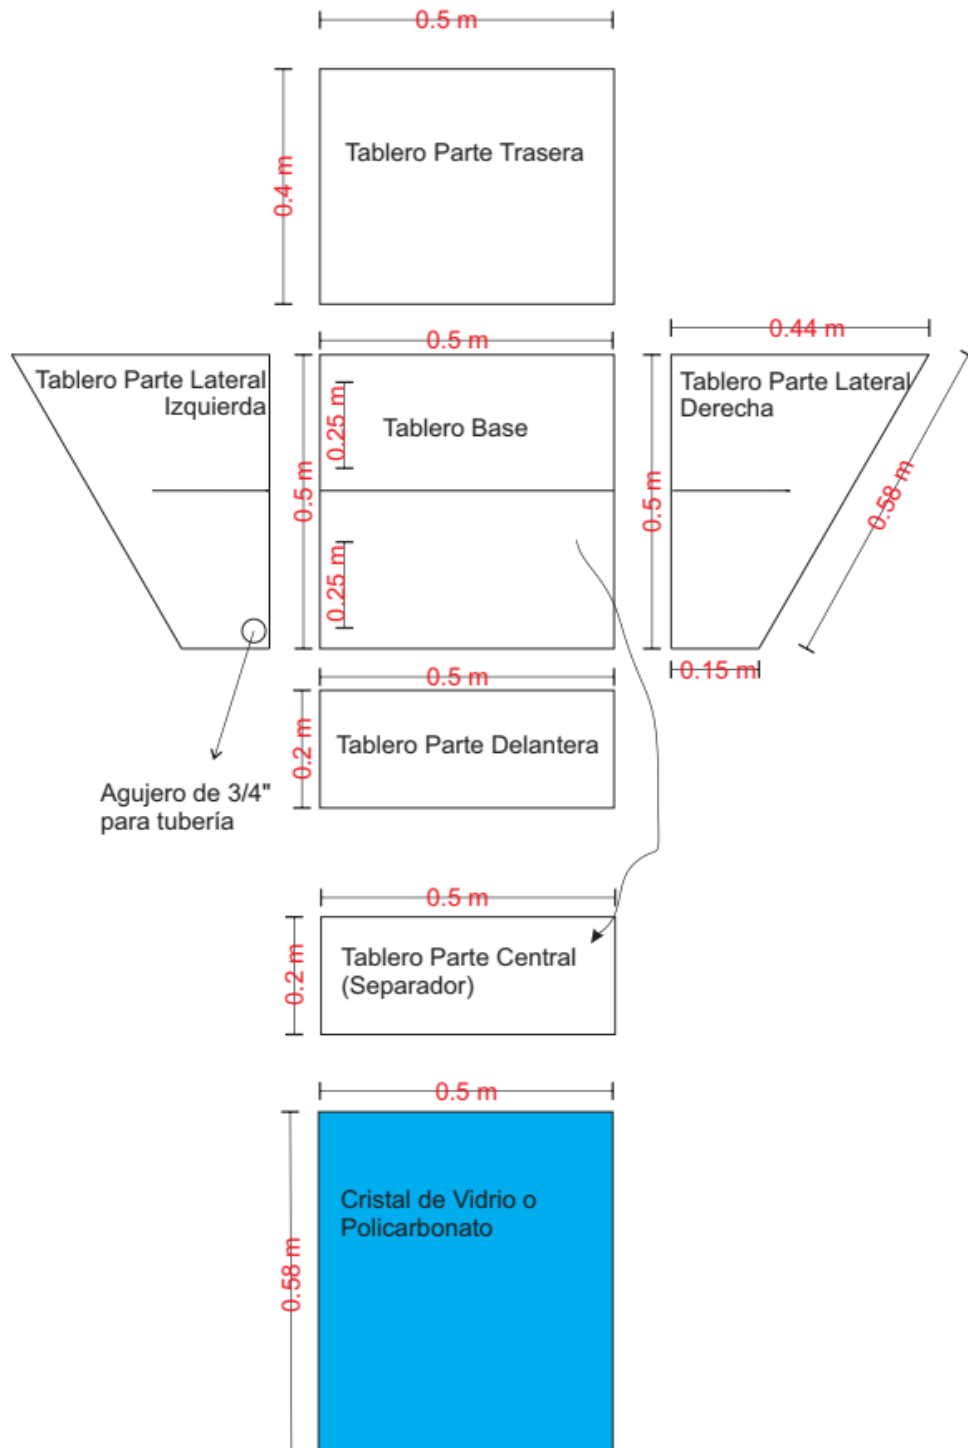 0.5 m
Tablero Parte Trasera
0.4 m
0.44 m
0.5 m
Tablero Parte Lateral
Izquierda
Tablero Parte Lateral
Derecha
0.25 m
Tablero Base
0.5 m
0.5 m
0.58 m
0.25 m
0.15 m
0.5 m
Tablero Parte Delantera
0.2 m
Agujero de 3/4"
para tubería
0.5 m
Tablero Parte Central
(Separador)
0.2 m
0.5 m
Cristal de Vidrio o
Policarbonato
0.58 m